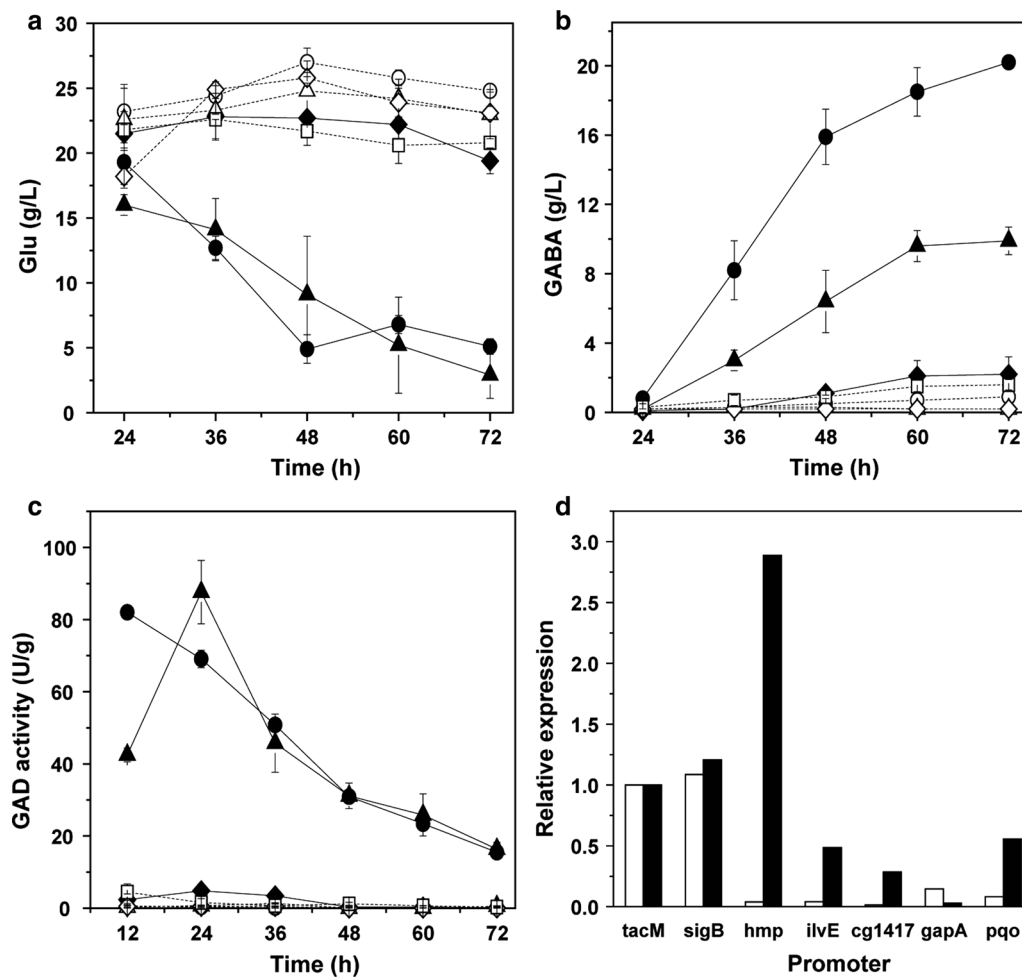 a
30
25
20
15
10
5
0
Glu (g/L)
24 36 48 60 72
Time (h)
b
20
16
12
8
4
0
GABA (g/L)
24 36 48 60 72
Time (h)
c
100
80
60
40
20
0
GAD activity (U/g)
12 24 36 48 60 72
Time (h)
d
3.0
2.5
2.0
1.5
1.0
0.5
0.0
Relative expression
tacM sigB hmp ilvE cg1417 gapA pqo
Promoter